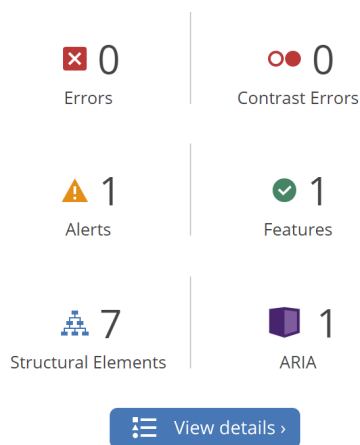 0 0
Errors Contrast Errors
1 1
Alerts Features
7 1
Structural Elements ARIA
View details ›